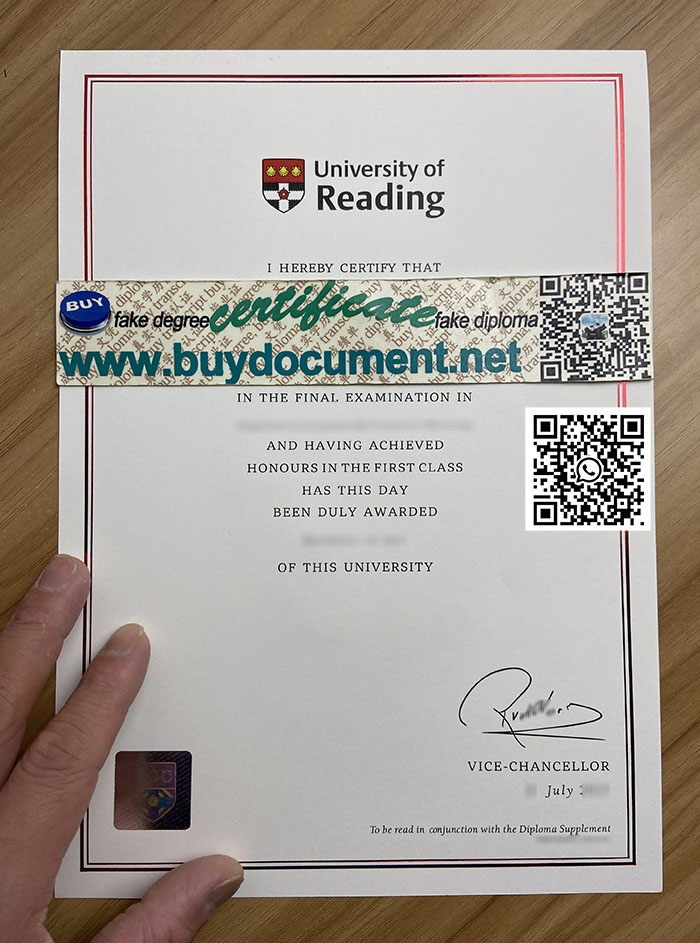 University of
Reading
I HEREBY CERTIFY THAT
BUY
fake degree certificate fake diploma
www.buydocument.net
IN THE FINAL EXAMINATION IN
AND HAVING ACHIEVED
HONOURS IN THE FIRST CLASS
HAS THIS DAY
BEEN DULY AWARDED
OF THIS UNIVERSITY
VICE-CHANCELLOR
July
To be read in conjunction with the Diploma Supplement